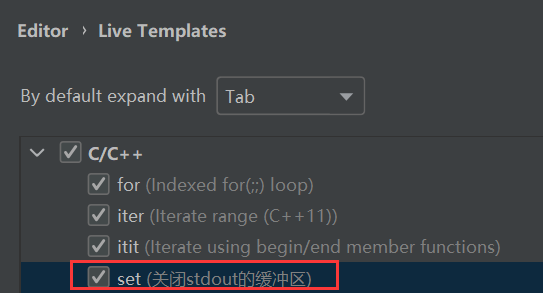 Editor › Live Templates
By default expand with Tab
C/C++
for (Indexed for(;;) loop)
iter (Iterate range (C++11))
itit (Iterate using begin/end member functions)
set (关闭stdout的缓冲区)